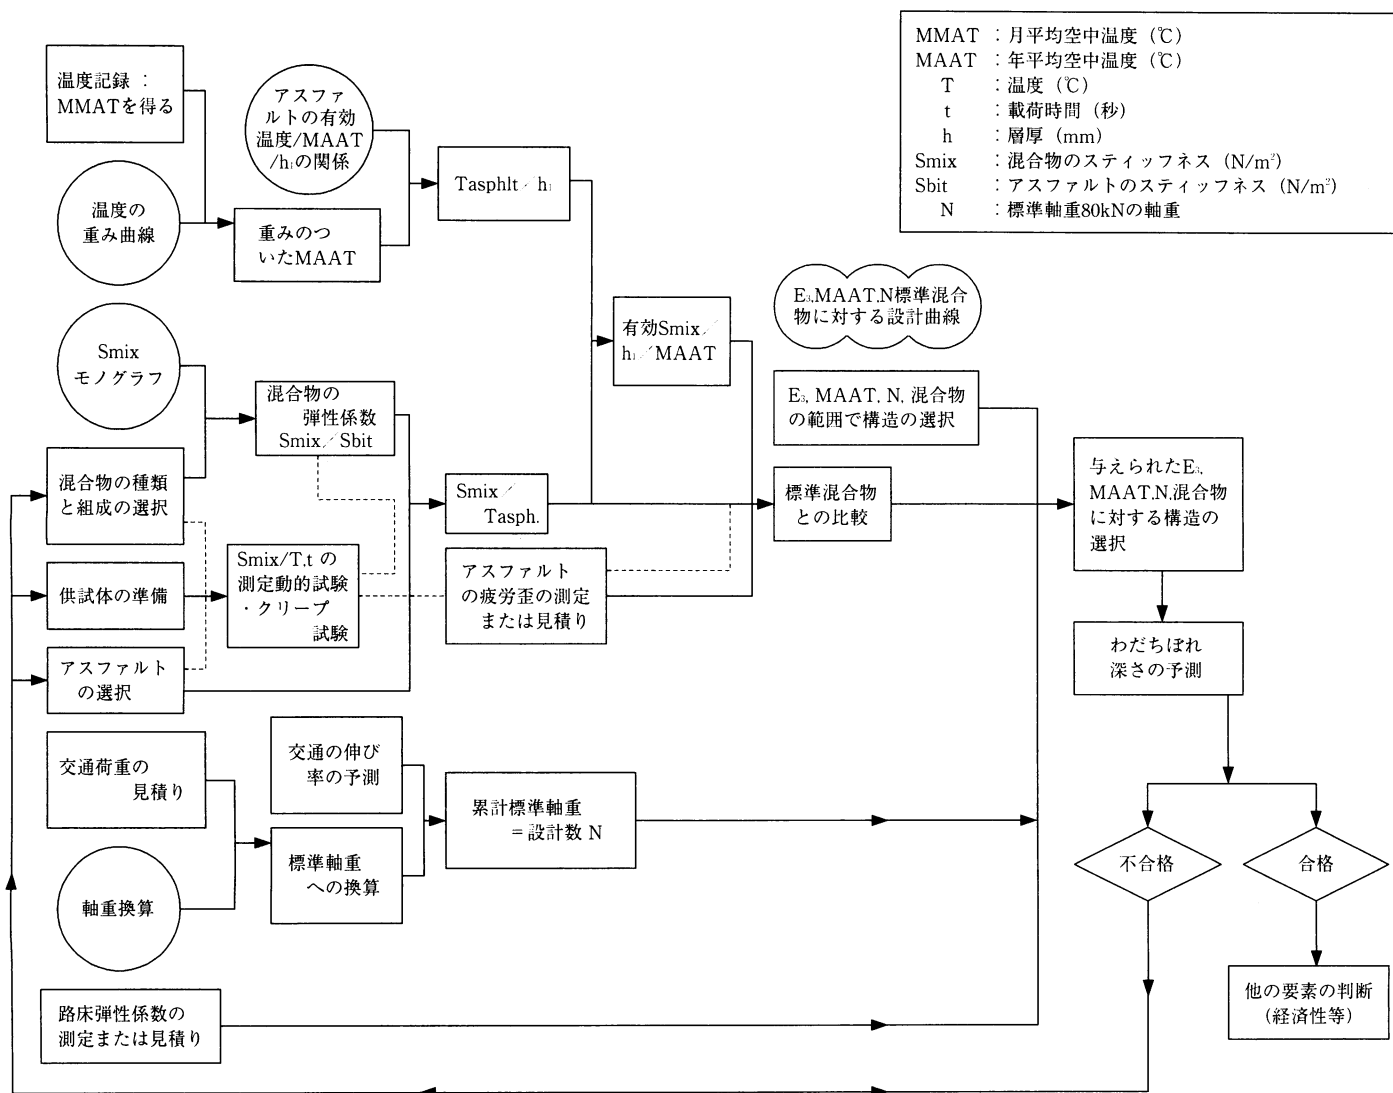 MMAT：月平均空中温度（℃）
MAAT：年平均空中温度（℃）
T：温度（℃）
t：載荷時間（秒）
h：層厚（mm）
Smix：混合物のスティッフネス（N/m²）
Sbit：アスファルトのスティッフネス（N/m²）
N：標準軸重80kNの軸重
温度記録：
MMATを得る
アスファ
ルトの有効
温度/MAAT
/h₁の関係
温度の
重み曲線
重みのつ
いたMAAT
Tasphlt／h₁
Smix
モノグラフ
混合物の
弾性係数
Smix／Sbit
有効Smix／
h₁／MAAT
E₃,MAAT,N標準混合
物に対する設計曲線
E₃, MAAT, N, 混合物
の範囲で構造の選択
混合物の種類
と組成の選択
Smix／
Tasph.
標準混合物
との比較
与えられたE₃,
MAAT,N,混合物
に対する構造の
選択
供試体の準備
Smix/T,t の
測定動的試験
・クリープ
試験
アスファルト
の疲労歪の測定
または見積り
アスファルト
の選択
わだちぼれ
深さの予測
交通荷重の
見積り
交通の伸び
率の予測
累計標準軸重
＝設計数 N
軸重換算
標準軸重
への換算
不合格
合格
路床弾性係数の
測定または見積り
他の要素の判断
（経済性等）